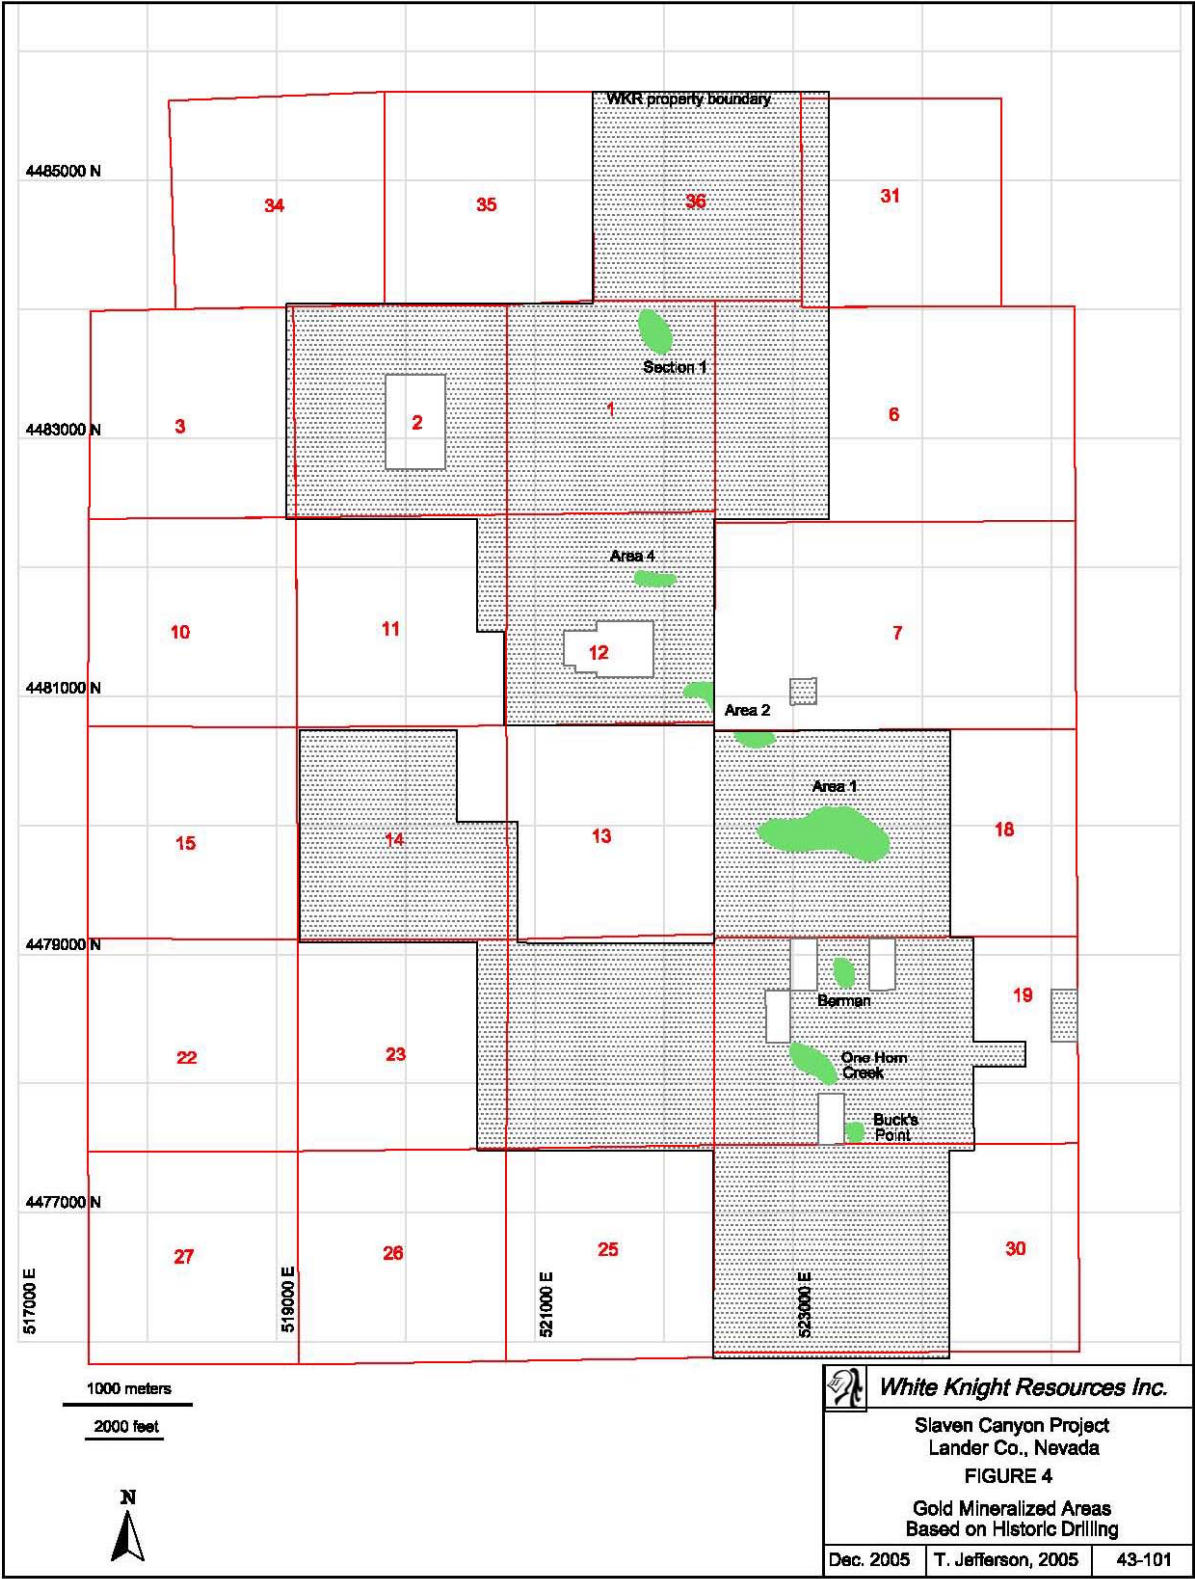 WKR property boundary
4485000 N
34
35
36
31
Section 1
3
2
1
6
4483000 N
Area 4
10
11
12
7
4481000 N
Area 2
Area 1
15
14
13
18
4479000 N
Berman
19
22
23
One Horn
Creek
Buck's
Point
4477000 N
27
26
25
30
517000 E
519000 E
521000 E
523000 E
1000 meters
2000 feet
N
White Knight Resources Inc.
Slaven Canyon Project
Lander Co., Nevada
FIGURE 4
Gold Mineralized Areas
Based on Historic Drilling
Dec. 2005
T. Jefferson, 2005
43-101